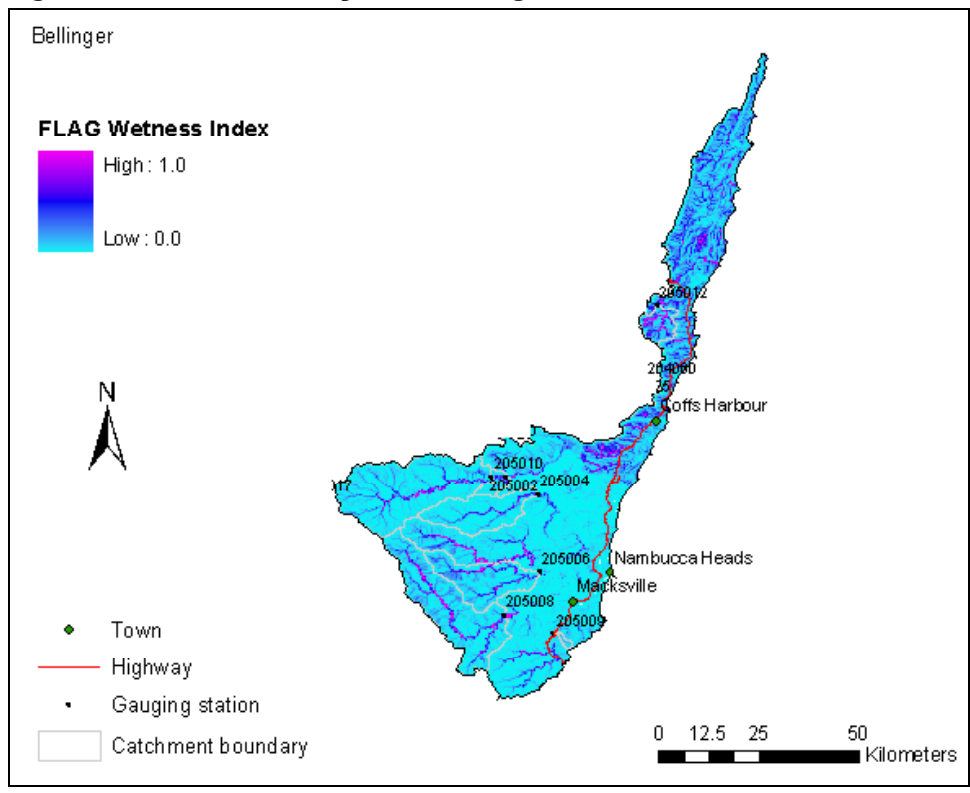 Bellinger
FLAG Wetness Index
High : 1.0
Low : 0.0
205012
Coffs Harbour
N
205010
205002
205004
205006
Nambucca Heads
Macksville
205008
205009
Town
Highway
Gauging station
Catchment boundary
0 12.5 25 50
Kilometers